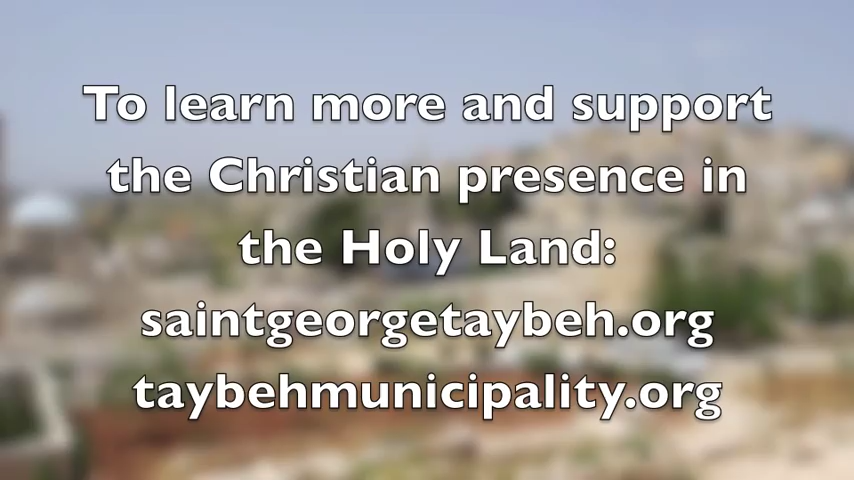 To learn more and support
the Christian presence in
the Holy Land:
saintgeorgetaybeh.org
taybehmunicipality.org